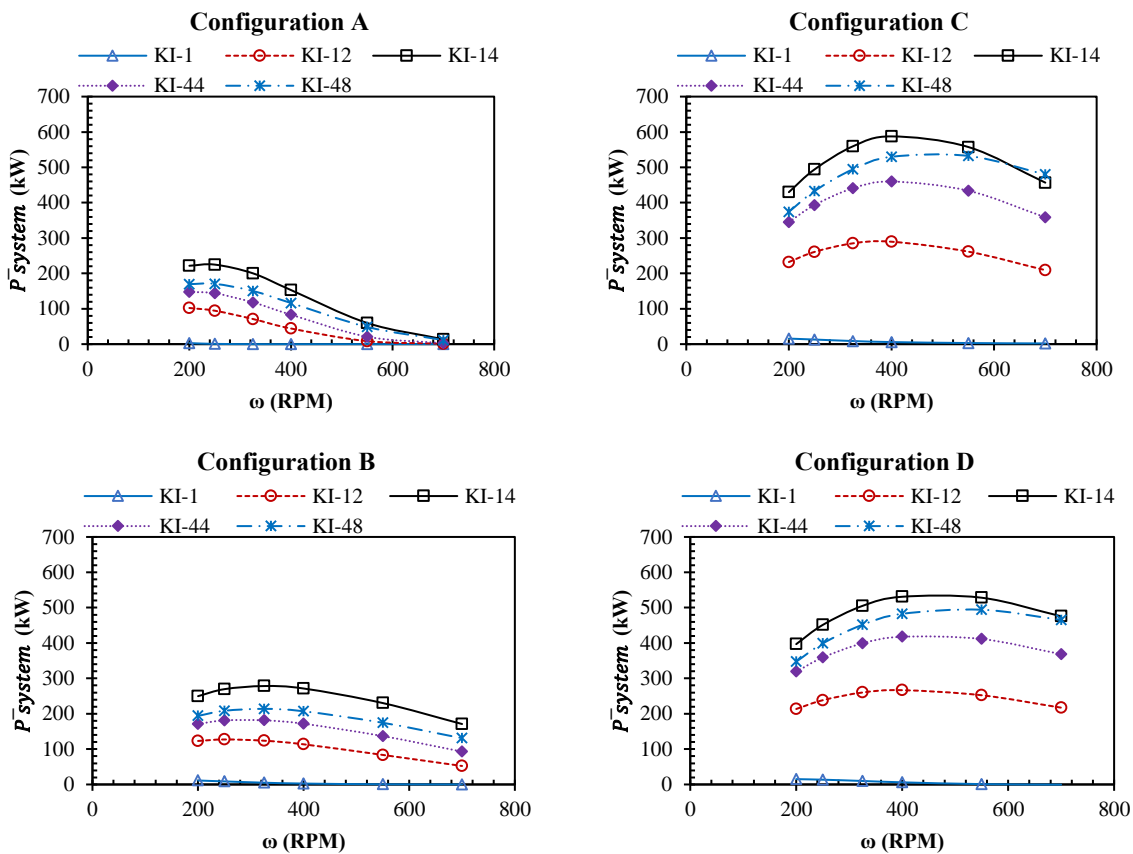 Configuration A
KI-1 KI-12 KI-14
KI-44 KI-48
700
600
500
400
300
200
100
0
0 200 400 600 800
P̅system (kW)
ω (RPM)
Configuration C
KI-1 KI-12 KI-14
KI-44 KI-48
700
600
500
400
300
200
100
0
0 200 400 600 800
P̅system (kW)
ω (RPM)
Configuration B
KI-1 KI-12 KI-14
KI-44 KI-48
700
600
500
400
300
200
100
0
0 200 400 600 800
P̅system (kW)
ω (RPM)
Configuration D
KI-1 KI-12 KI-14
KI-44 KI-48
700
600
500
400
300
200
100
0
0 200 400 600 800
P̅system (kW)
ω (RPM)